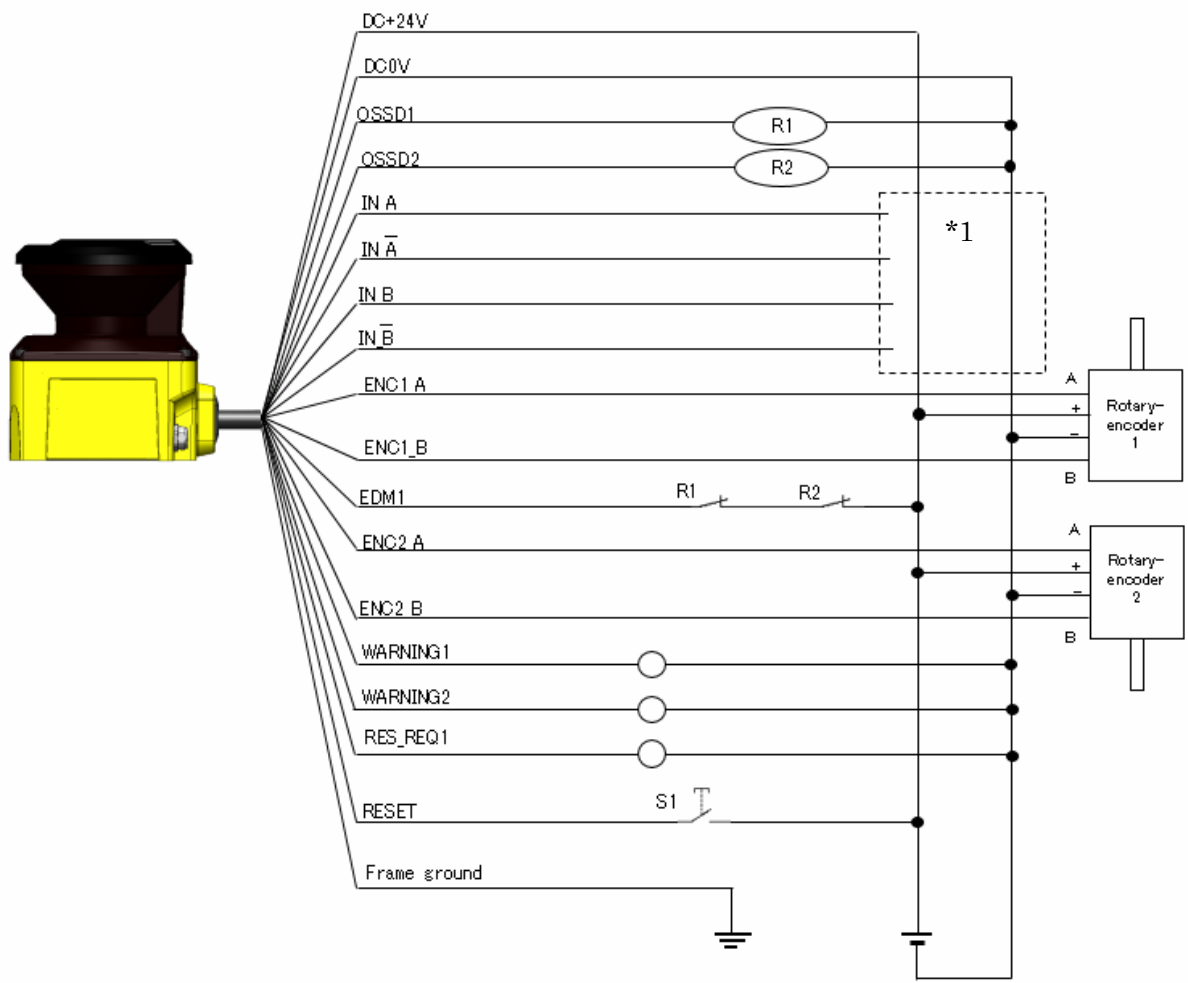 DC+24V
DC0V
OSSD1
R1
OSSD2
R2
IN A
*1
IN A̅
IN B
IN_B̅
ENC1 A
A
+
Rotary-
encoder
1
−
ENC1_B
B
EDM1
R1
R2
ENC2 A
A
+
Rotary-
encoder
2
−
ENC2 B
B
WARNING1
WARNING2
RES_REQ1
RESET
S1
Frame ground